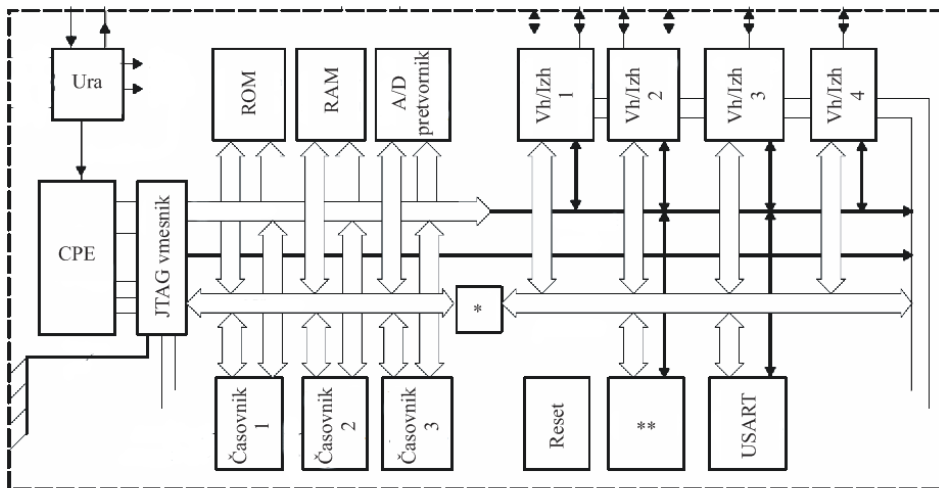 Ura
ROM
RAM
A/D
pretvornik
Vh/Izh
1
Vh/Izh
2
Vh/Izh
3
Vh/Izh
4
CPE
JTAG vmesnik
*
Časovnik
1
Časovnik
2
Časovnik
3
Reset
**
USART